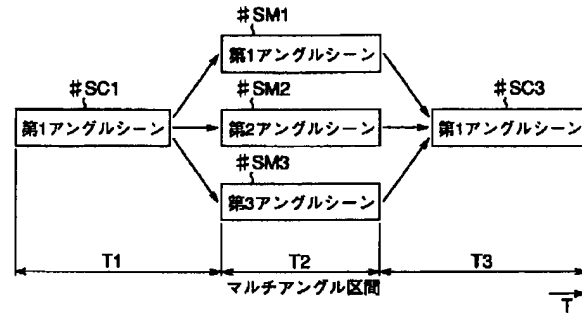 #SM1
第1アングルシーン
#SC1
#SM2
#SC3
第1アングルシーン
第2アングルシーン
第1アングルシーン
#SM3
第3アングルシーン
T1
T2
T3
マルチアングル区間
T